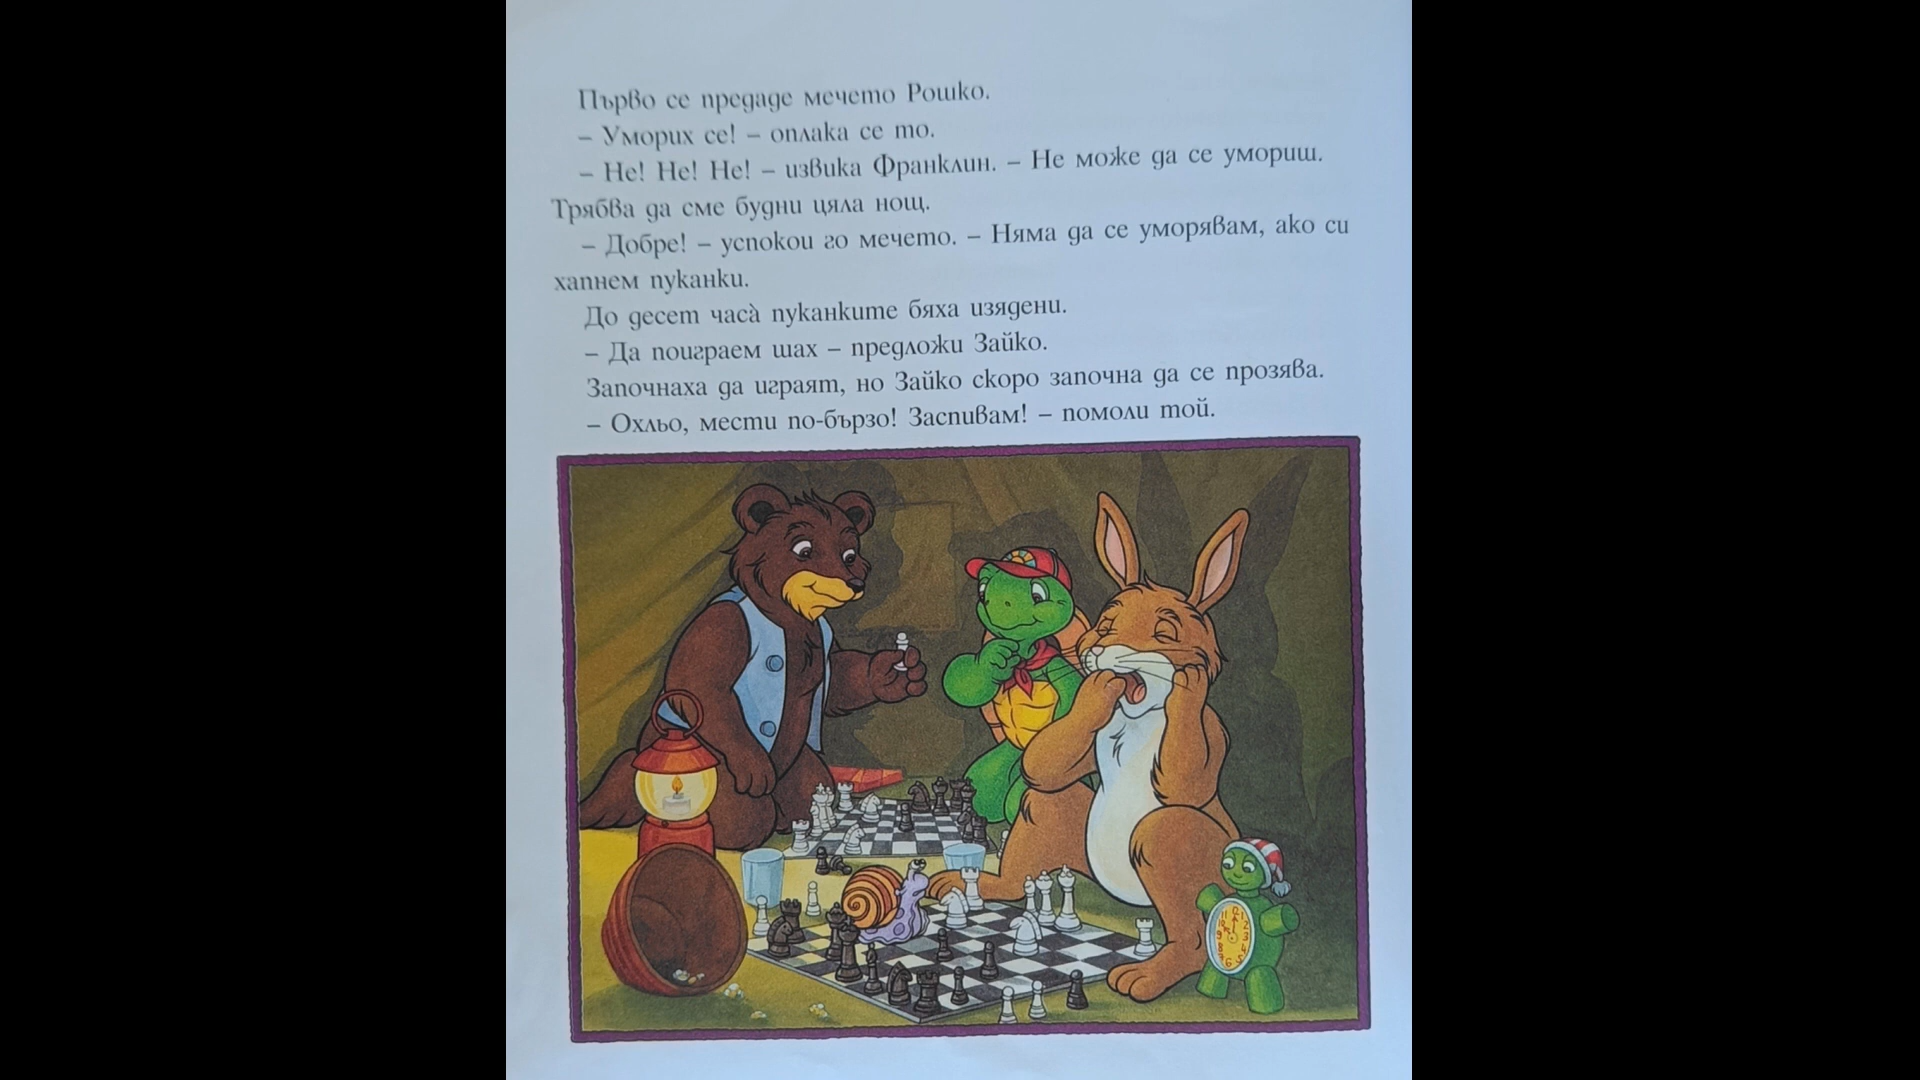 Първо се предаде мечето Рошко.
– Уморих се! – оплака се то.
– Не! Не! Не! – извика Франклин. – Не може да се умориш.
Трябва да сме будни цяла нощ.
– Добре! – успокои го мечето. – Няма да се уморявам, ако си
хапнем пуканки.
До десет часà пуканките бяха изядени.
– Да поиграем шах – предложи Зайко.
Започнаха да играят, но Зайко скоро започна да се прозява.
– Охльо, мести по-бързо! Заспивам! – помоли той.